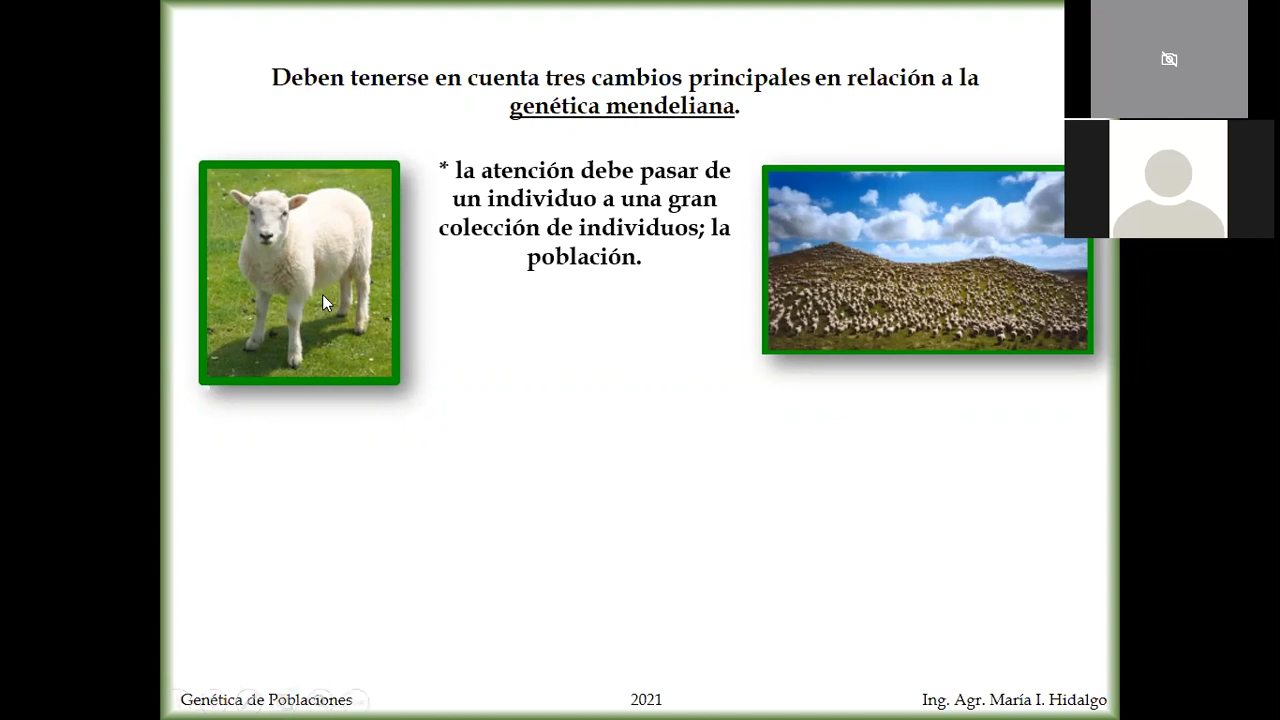 Deben tenerse en cuenta tres cambios principales en relación a la
genética mendeliana.
* la atención debe pasar de
un individuo a una gran
colección de individuos; la
población.
Genética de Poblaciones
2021
Ing. Agr. María I. Hidalgo